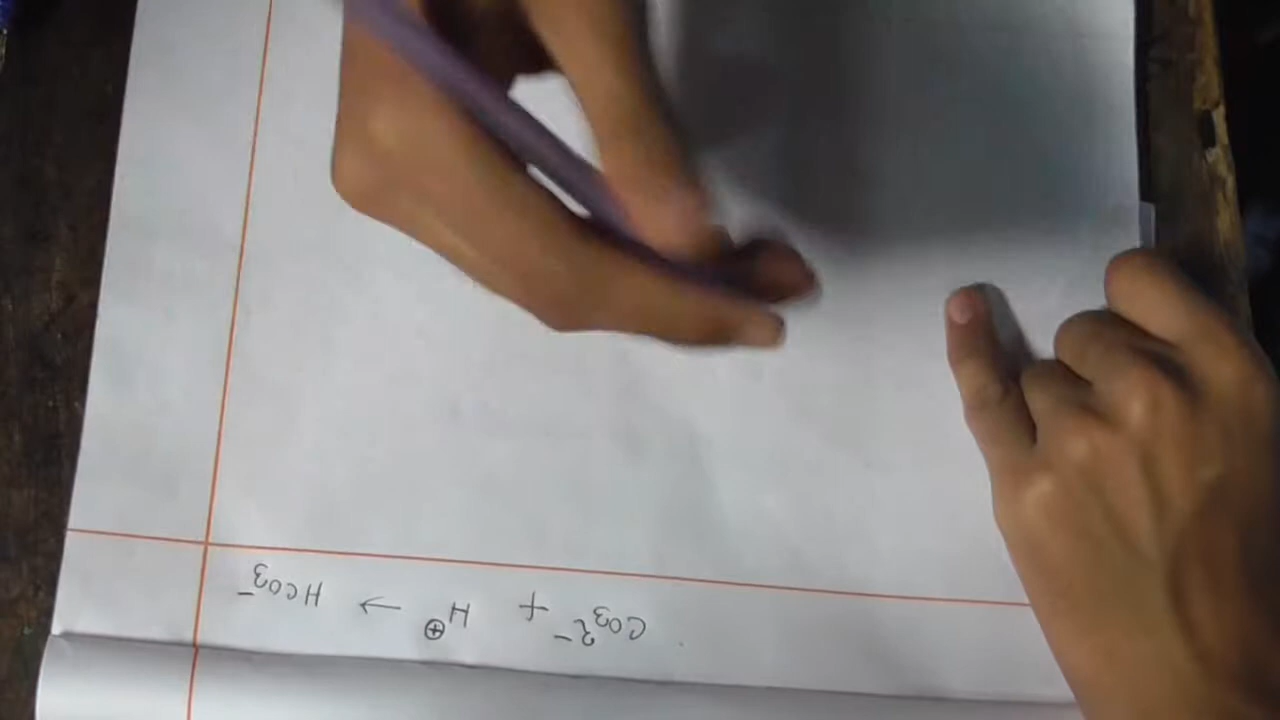 CO3²⁻ + H⊕ → HCO3⁻